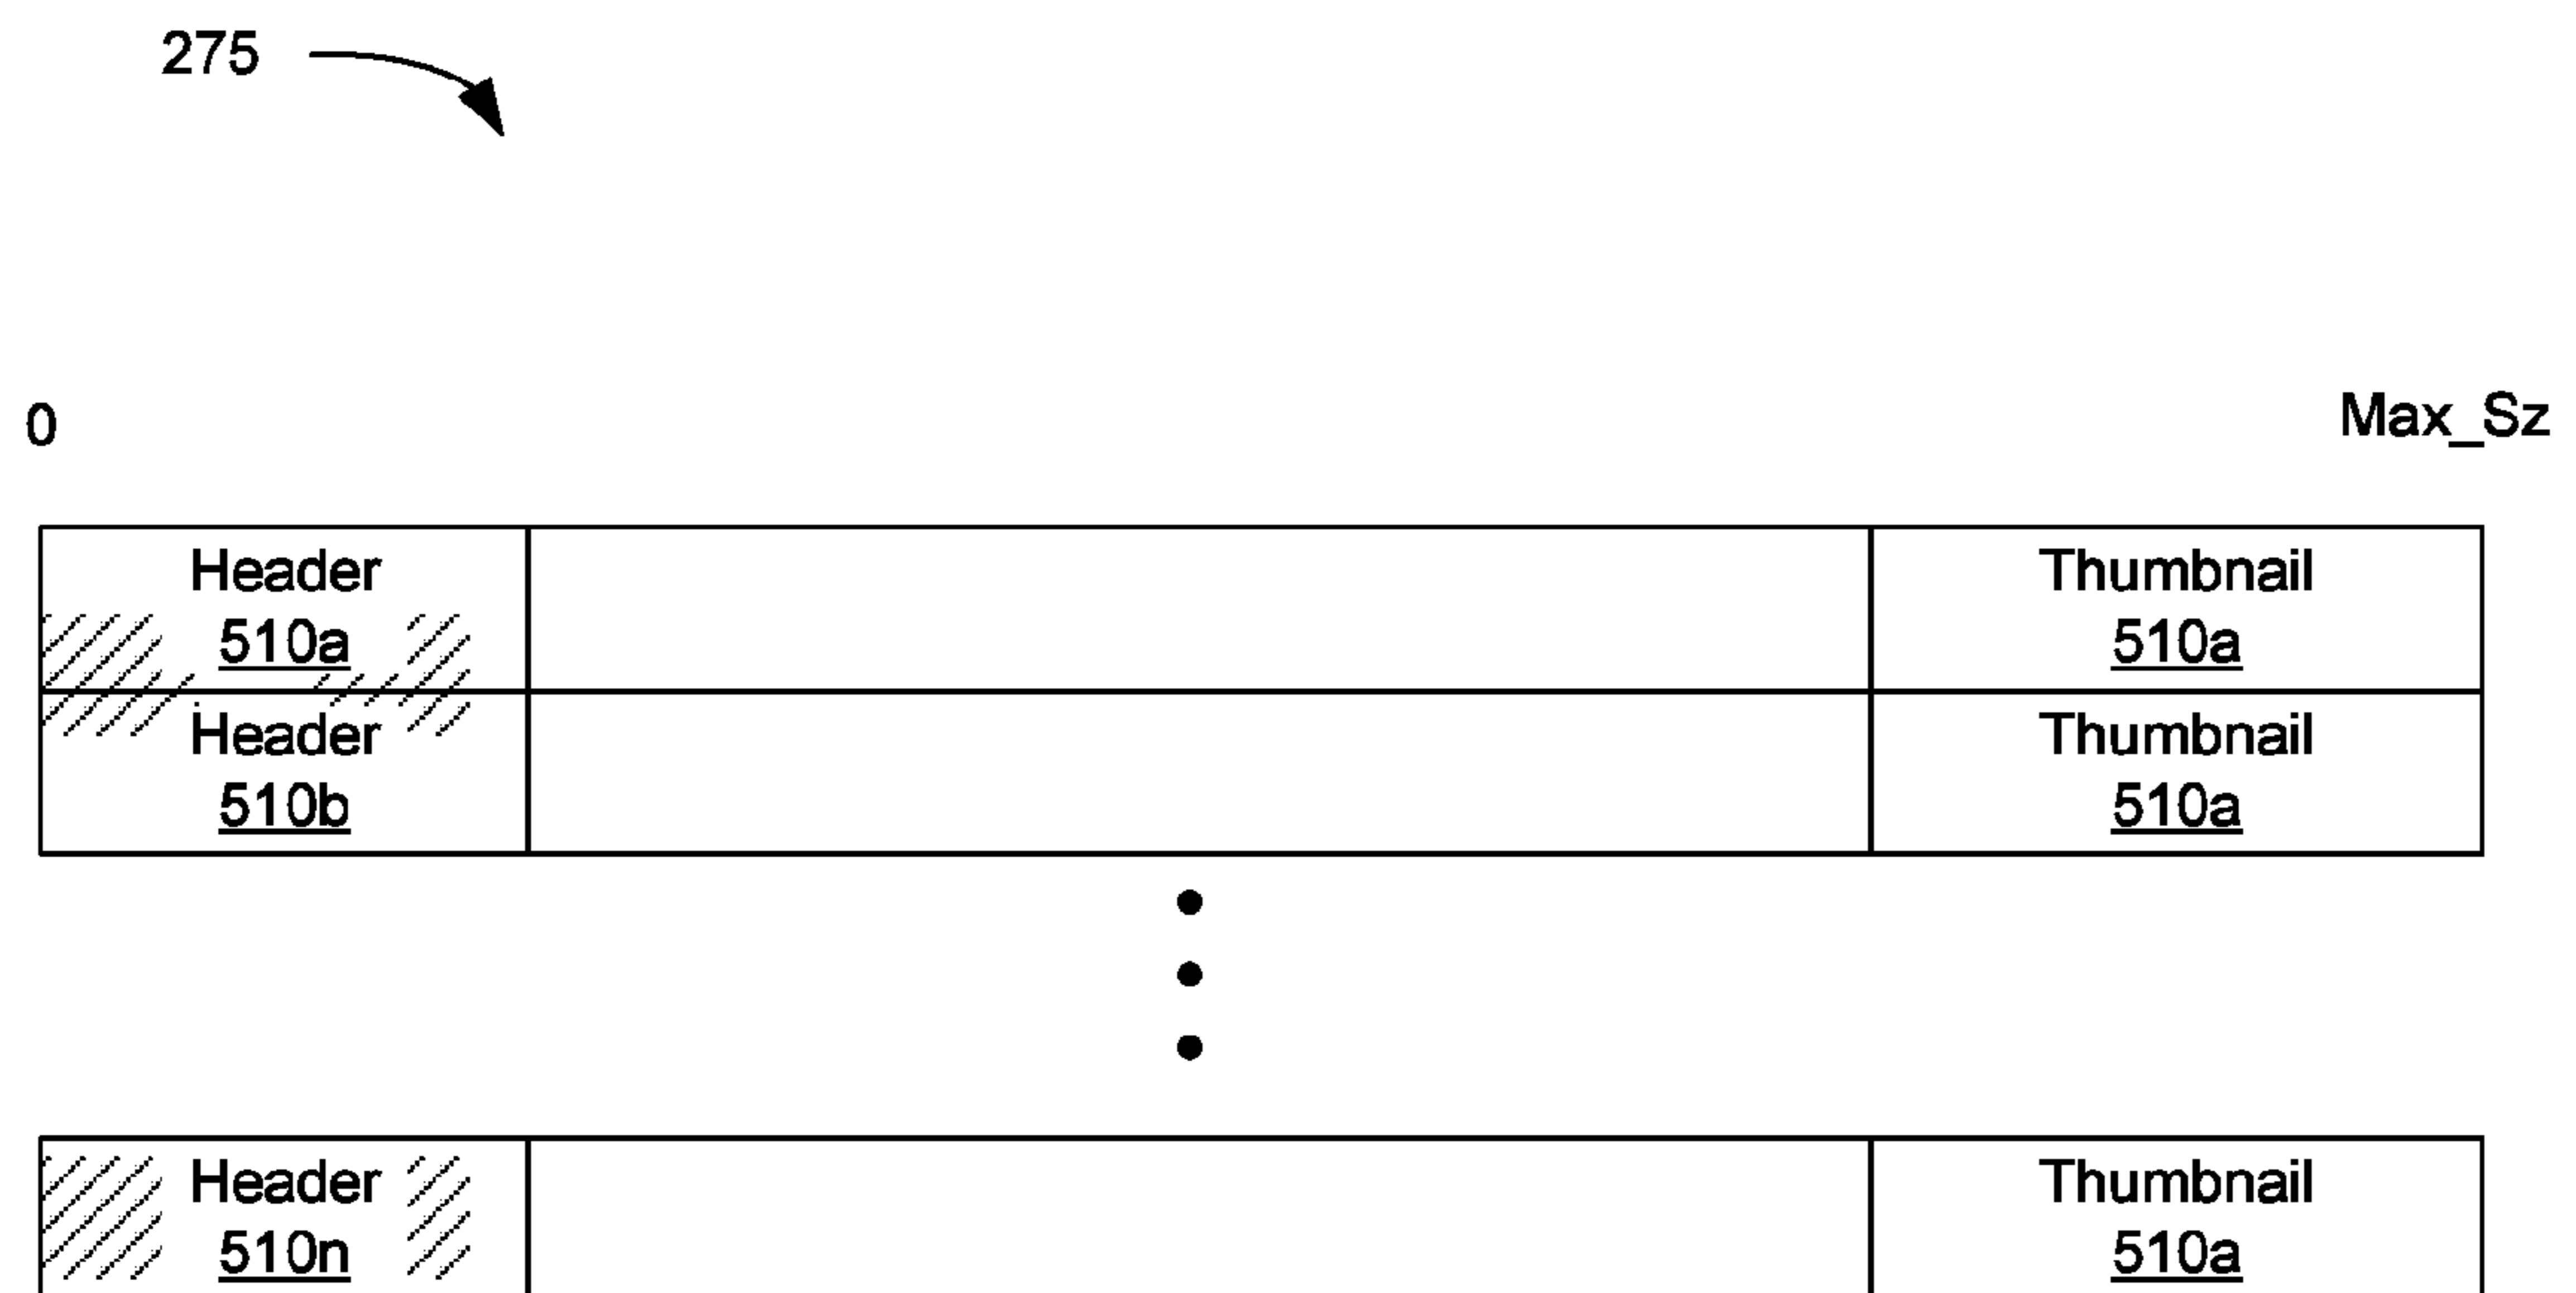 275
0 Max_Sz
Header Thumbnail
510a 510a
Header Thumbnail
510b 510a
Header Thumbnail
510n 510a